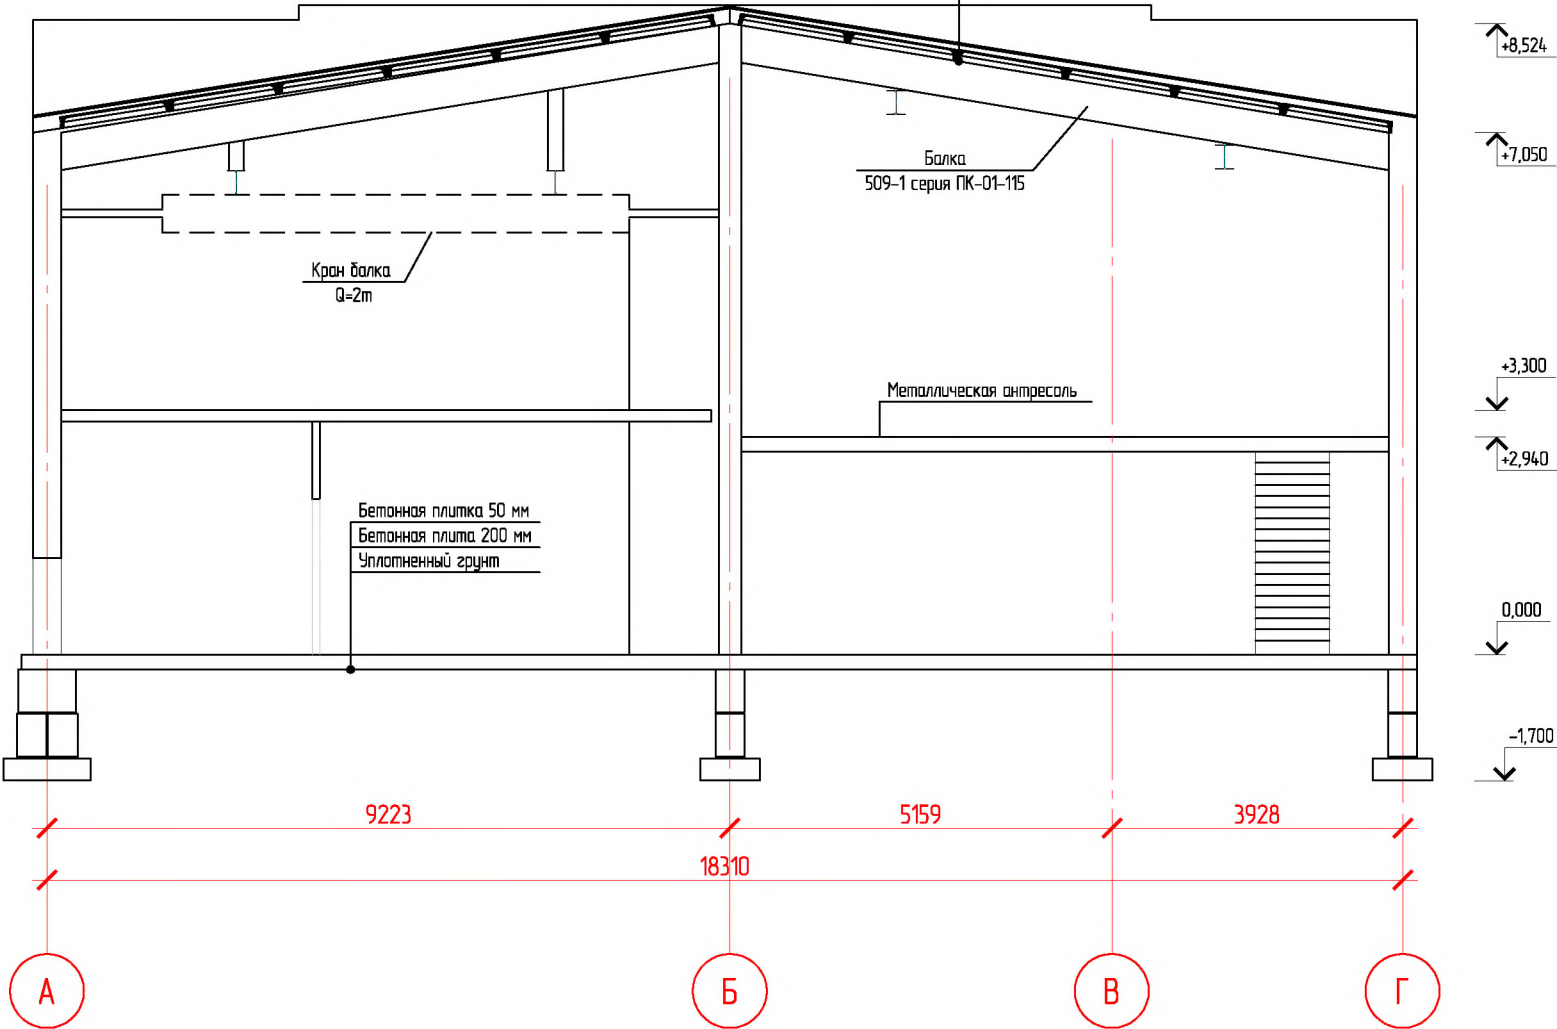 +8,524
+7,050
Балка
509-1 серия ПК-01-115
Кран балка
Q=2т
+3,300
Металлическая антресоль
+2,940
Бетонная плитка 50 мм
Бетонная плита 200 мм
Уплотненный грунт
0,000
-1,700
9223
5159
3928
18310
А
Б
В
Г